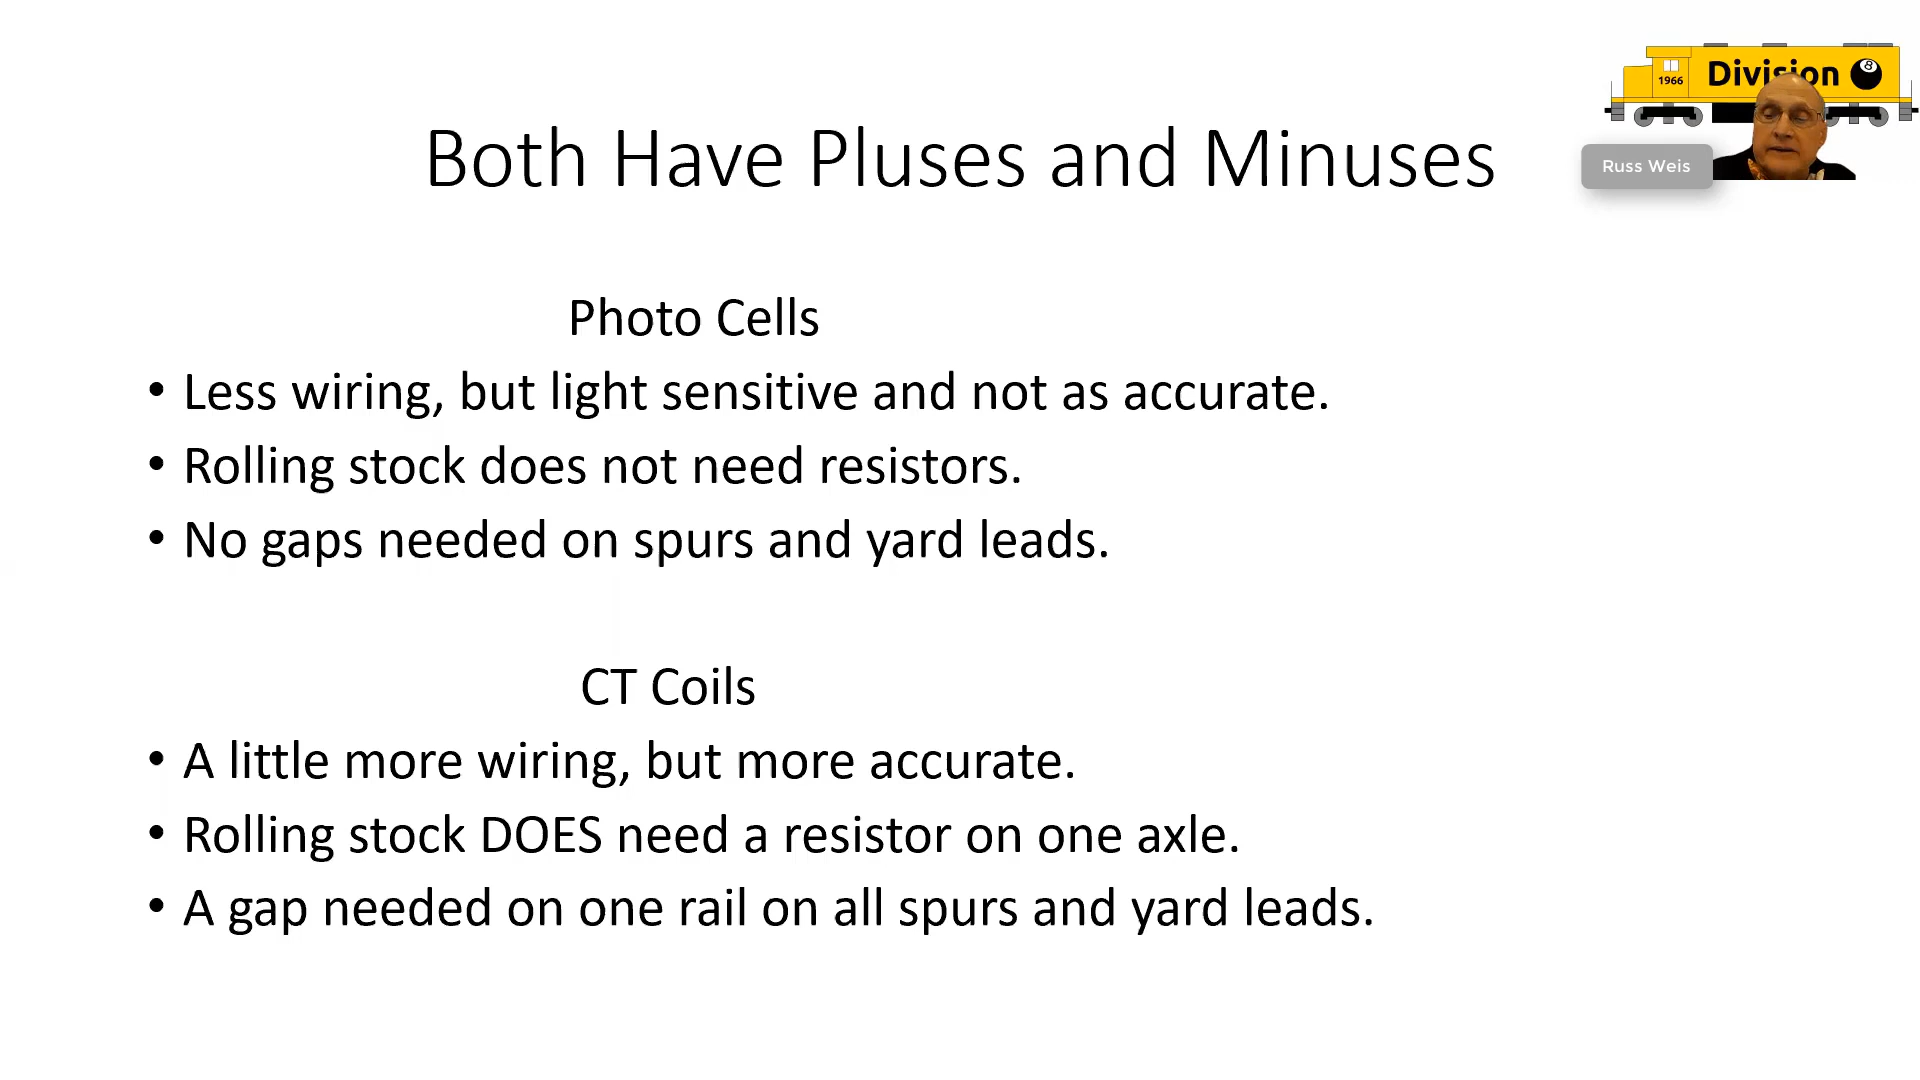 1966 Division 8
Both Have Pluses and Minuses
Russ Weis
Photo Cells
• Less wiring, but light sensitive and not as accurate.
• Rolling stock does not need resistors.
• No gaps needed on spurs and yard leads.
CT Coils
• A little more wiring, but more accurate.
• Rolling stock DOES need a resistor on one axle.
• A gap needed on one rail on all spurs and yard leads.